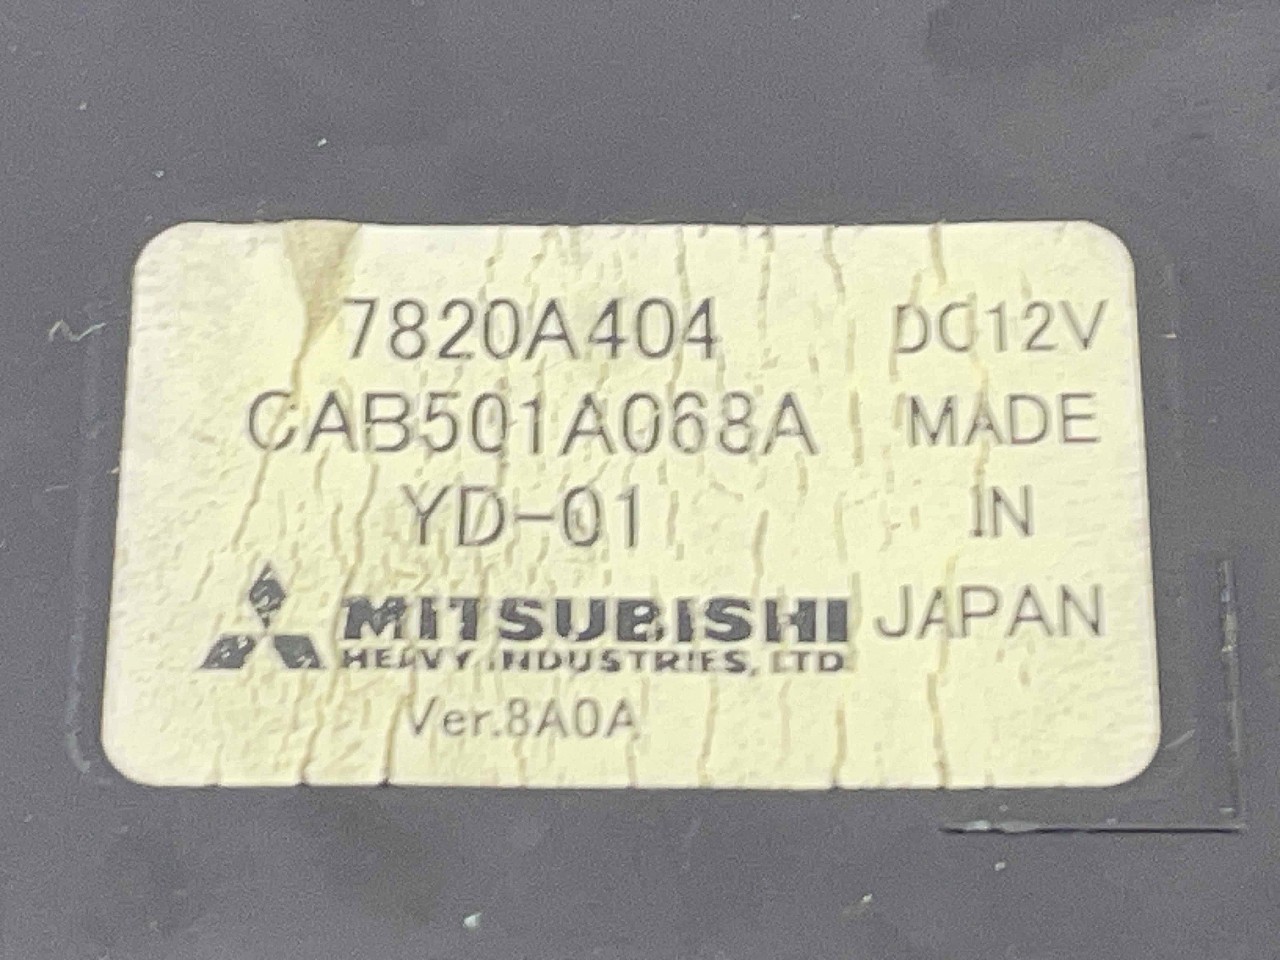 7820A404 DC12V
CAB501A068A MADE
YD-01 IN
MITSUBISHI JAPAN
HEAVY INDUSTRIES, LTD
Ver.8A0A